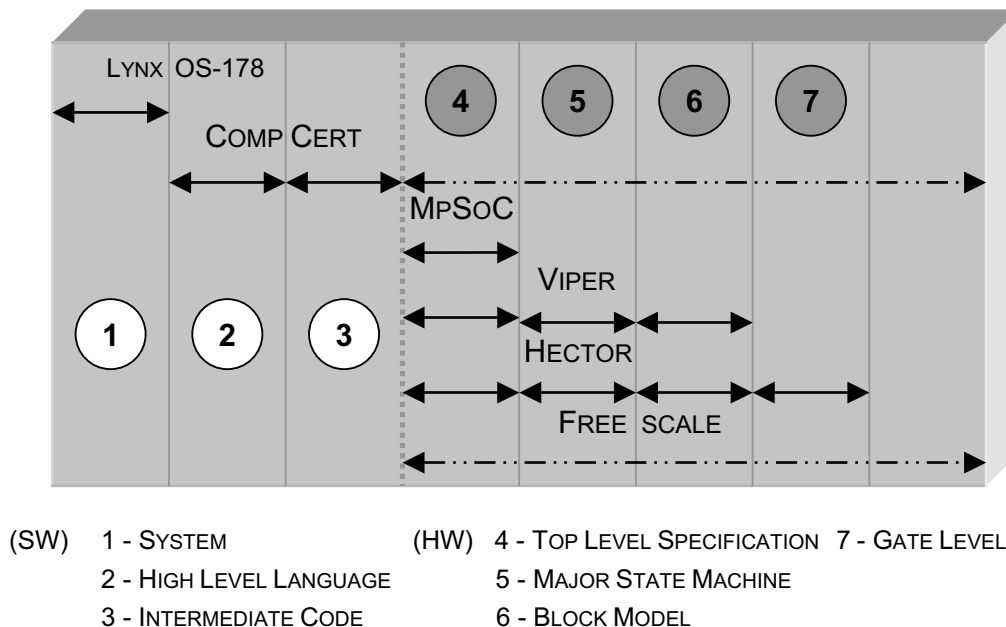 LYNX OS-178
4 5 6 7
COMP CERT
MPSOC
VIPER
1 2 3
HECTOR
FREE SCALE
(SW) 1 - SYSTEM (HW) 4 - TOP LEVEL SPECIFICATION 7 - GATE LEVEL
2 - HIGH LEVEL LANGUAGE 5 - MAJOR STATE MACHINE
3 - INTERMEDIATE CODE 6 - BLOCK MODEL